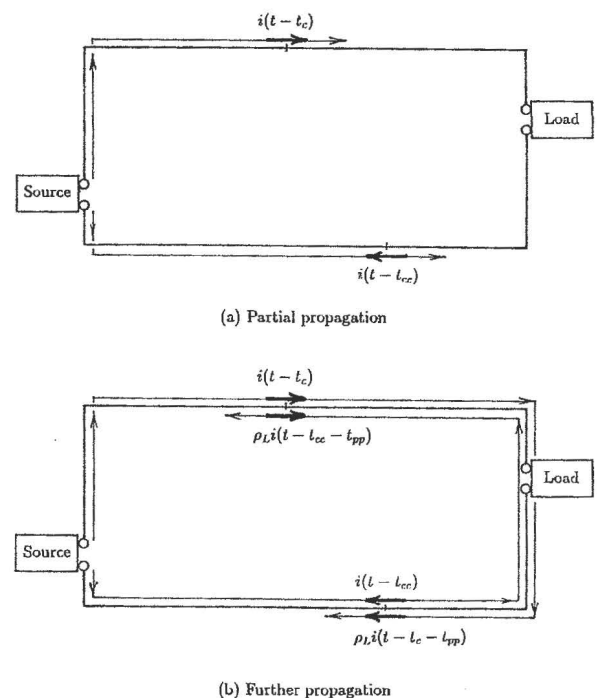 i(t − t_c)
Load
Source
i(t − t_cc)
(a) Partial propagation
i(t − t_c)
ρ_L i(t − t_cc − t_pp)
Load
Source
i(t − t_cc)
ρ_L i(t − t_c − t_pp)
(b) Further propagation